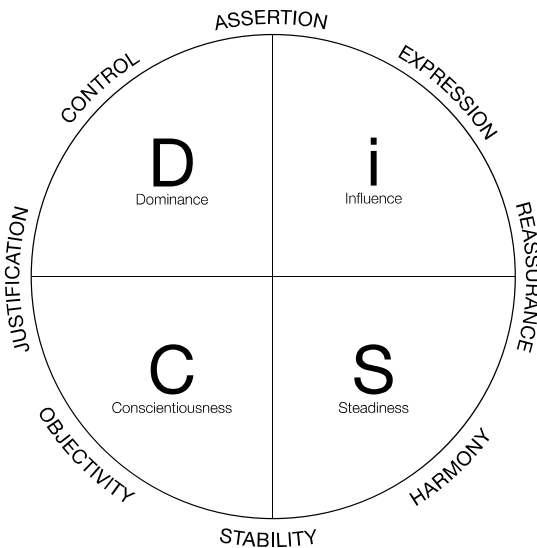 ASSERTION
CONTROL
EXPRESSION
D
Dominance
i
Influence
JUSTIFICATION
REASSURANCE
C
Conscientiousness
S
Steadiness
OBJECTIVITY
HARMONY
STABILITY